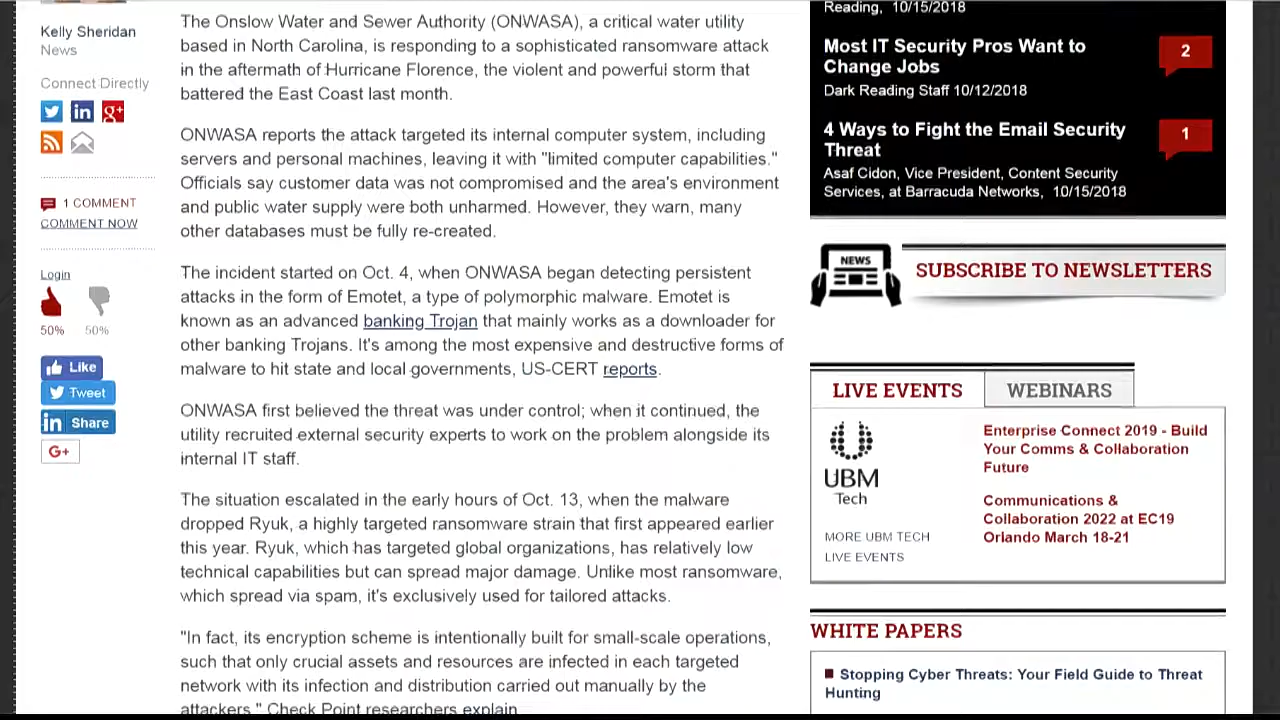 Kelly Sheridan
News
Connect Directly
1 COMMENT
COMMENT NOW
Login
50%
50%
Like
Tweet
in Share
G+
The Onslow Water and Sewer Authority (ONWASA), a critical water utility
based in North Carolina, is responding to a sophisticated ransomware attack
in the aftermath of Hurricane Florence, the violent and powerful storm that
battered the East Coast last month.
ONWASA reports the attack targeted its internal computer system, including
servers and personal machines, leaving it with "limited computer capabilities."
Officials say customer data was not compromised and the area's environment
and public water supply were both unharmed. However, they warn, many
other databases must be fully re-created.
The incident started on Oct. 4, when ONWASA began detecting persistent
attacks in the form of Emotet, a type of polymorphic malware. Emotet is
known as an advanced banking Trojan that mainly works as a downloader for
other banking Trojans. It's among the most expensive and destructive forms of
malware to hit state and local governments, US-CERT reports.
ONWASA first believed the threat was under control; when it continued, the
utility recruited external security experts to work on the problem alongside its
internal IT staff.
The situation escalated in the early hours of Oct. 13, when the malware
dropped Ryuk, a highly targeted ransomware strain that first appeared earlier
this year. Ryuk, which has targeted global organizations, has relatively low
technical capabilities but can spread major damage. Unlike most ransomware,
which spread via spam, it's exclusively used for tailored attacks.
"In fact, its encryption scheme is intentionally built for small-scale operations,
such that only crucial assets and resources are infected in each targeted
network with its infection and distribution carried out manually by the
attackers," Check Point researchers explain
Reading, 10/15/2018
Most IT Security Pros Want to
Change Jobs
2
Dark Reading Staff 10/12/2018
4 Ways to Fight the Email Security
Threat
1
Asaf Cidon, Vice President, Content Security
Services, at Barracuda Networks, 10/15/2018
NEWS
SUBSCRIBE TO NEWSLETTERS
LIVE EVENTS
WEBINARS
UBM
Tech
MORE UBM TECH
LIVE EVENTS
Enterprise Connect 2019 - Build
Your Comms & Collaboration
Future
Communications &
Collaboration 2022 at EC19
Orlando March 18-21
WHITE PAPERS
Stopping Cyber Threats: Your Field Guide to Threat
Hunting